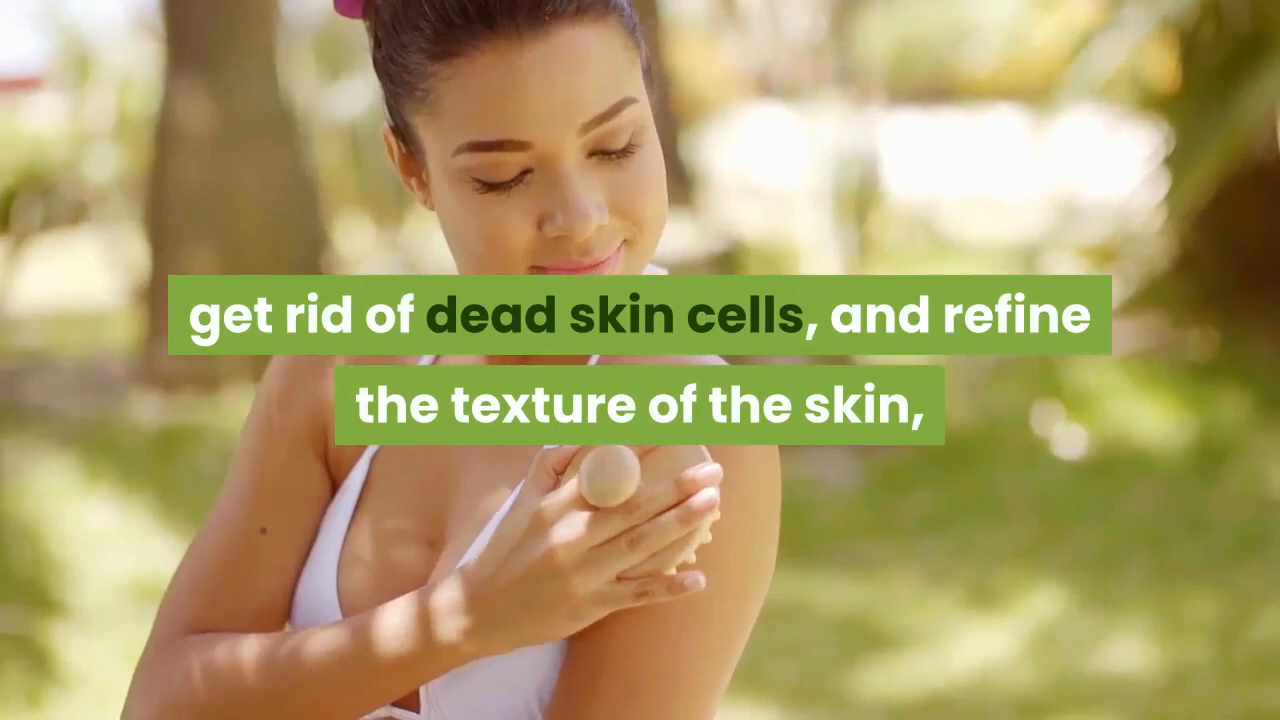 get rid of dead skin cells, and refine
the texture of the skin,